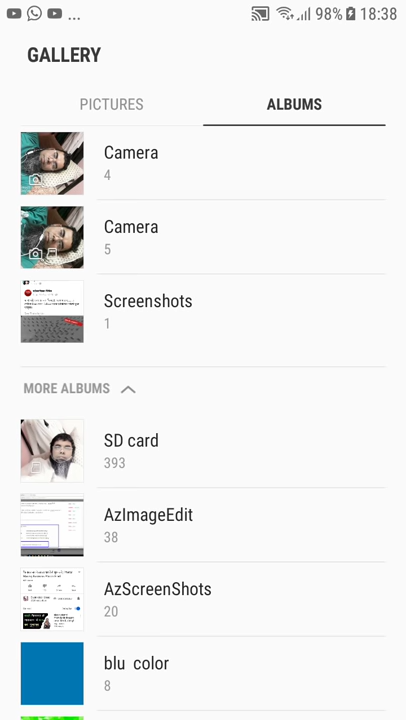 ... 98% 18:38
GALLERY
PICTURES ALBUMS
Camera
4
Camera
5
Screenshots
1
MORE ALBUMS
SD card
393
AzImageEdit
38
AzScreenShots
20
blu color
8